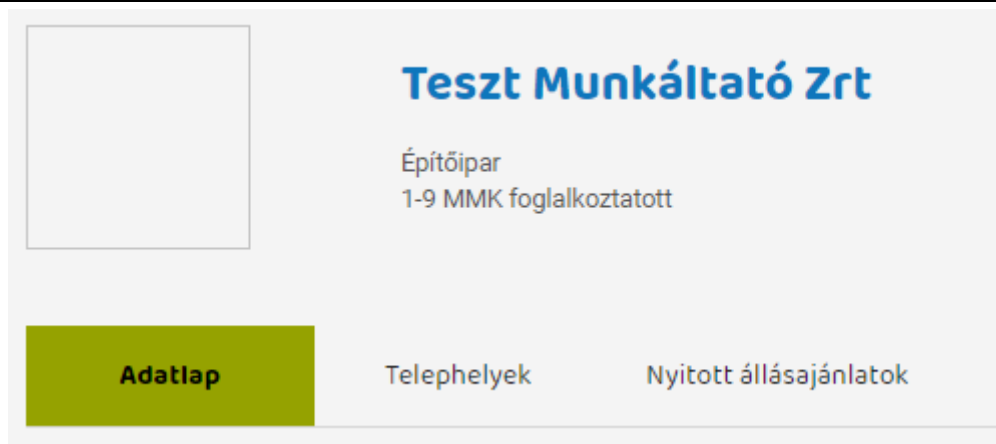 Teszt Munkáltató Zrt
Építőipar
1-9 MMK foglalkoztatott
Adatlap Telephelyek Nyitott állásajánlatok